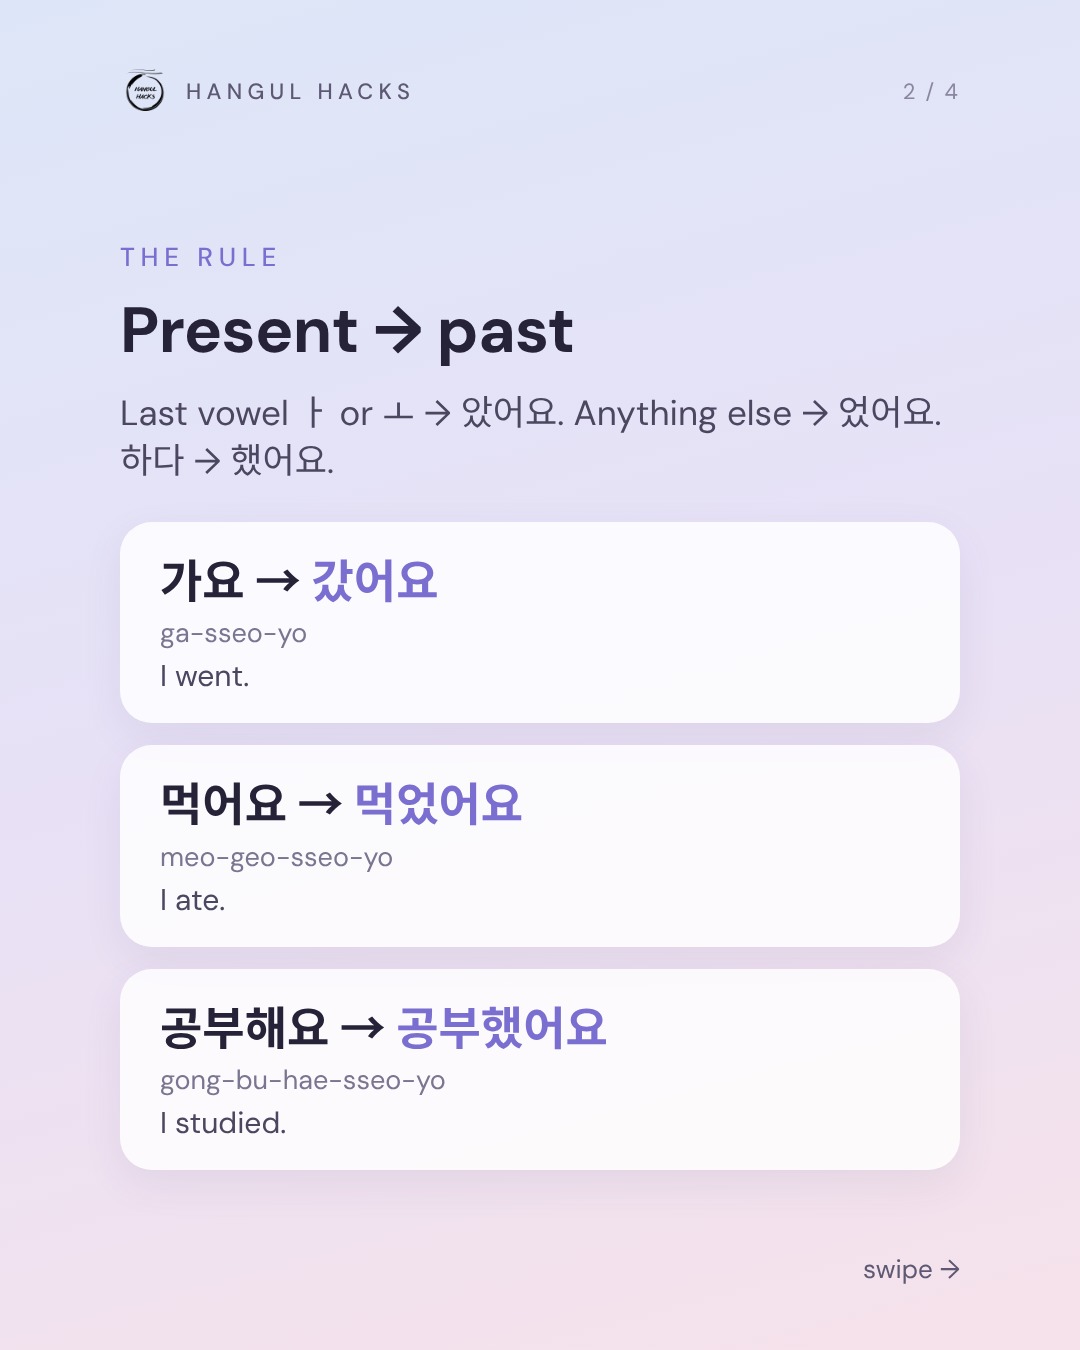 HANGUL HACKS
HANGUL HACKS
2 / 4
THE RULE
Present → past
Last vowel ㅏ or ㅗ → 았어요. Anything else → 었어요.
하다 → 했어요.
가요 → 갔어요
ga-sseo-yo
I went.
먹어요 → 먹었어요
meo-geo-sseo-yo
I ate.
공부해요 → 공부했어요
gong-bu-hae-sseo-yo
I studied.
swipe →